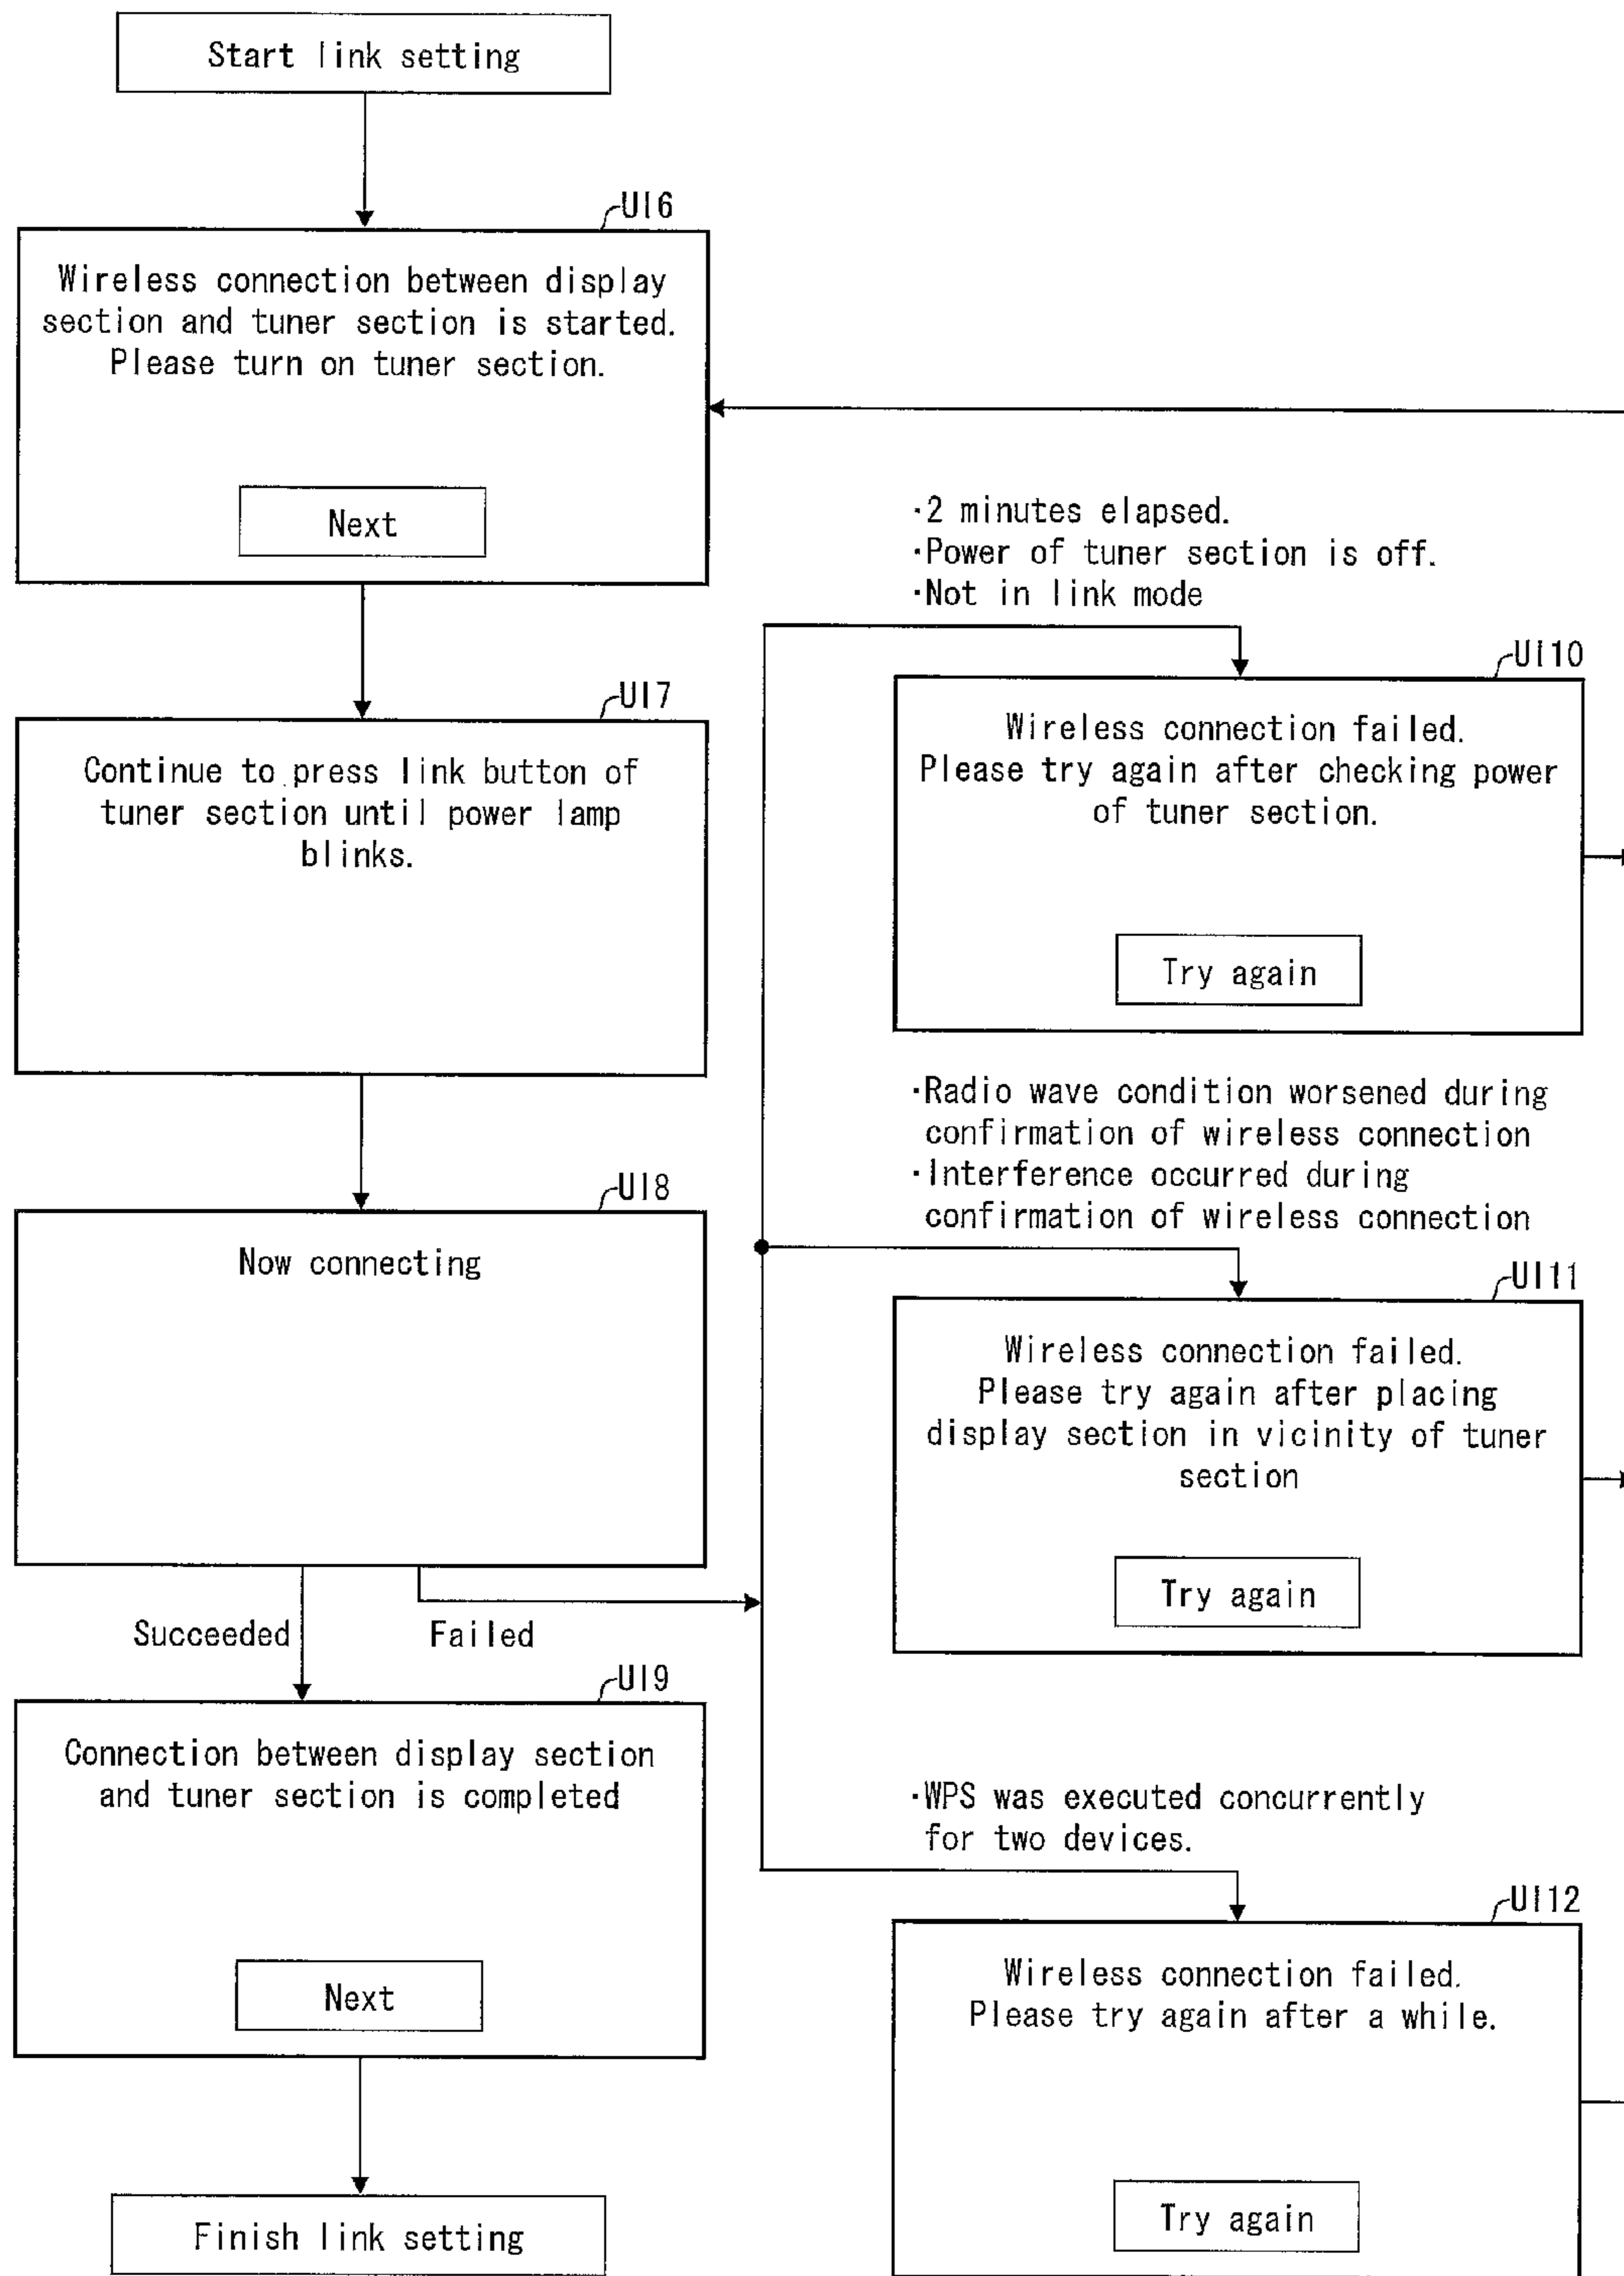 Start link setting
UI6
Wireless connection between display
section and tuner section is started.
Please turn on tuner section.
Next
UI7
Continue to press link button of
tuner section until power lamp
blinks.
UI8
Now connecting
Succeeded
Failed
UI9
Connection between display section
and tuner section is completed
Next
Finish link setting
·2 minutes elapsed.
·Power of tuner section is off.
·Not in link mode
UI10
Wireless connection failed.
Please try again after checking power
of tuner section.
Try again
·Radio wave condition worsened during
confirmation of wireless connection
·Interference occurred during
confirmation of wireless connection
UI11
Wireless connection failed.
Please try again after placing
display section in vicinity of tuner
section
Try again
·WPS was executed concurrently
for two devices.
UI12
Wireless connection failed.
Please try again after a while.
Try again